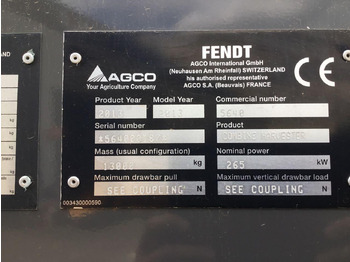 FENDT
AGCO International GmbH
(Neuhausen Am Rheinfall) SWITZERLAND
his authorised representative
AGCO S.A. (Beauvais) FRANCE
CE
AGCO
Your Agriculture Company
Product Year Model Year Commercial number
Serial number Product
Mass (usual configuration) Nominal power
kg 265 kW
Maximum drawbar pull Maximum vertical drawbar load
SEE COUPLING N SEE COUPLING N
003430000590